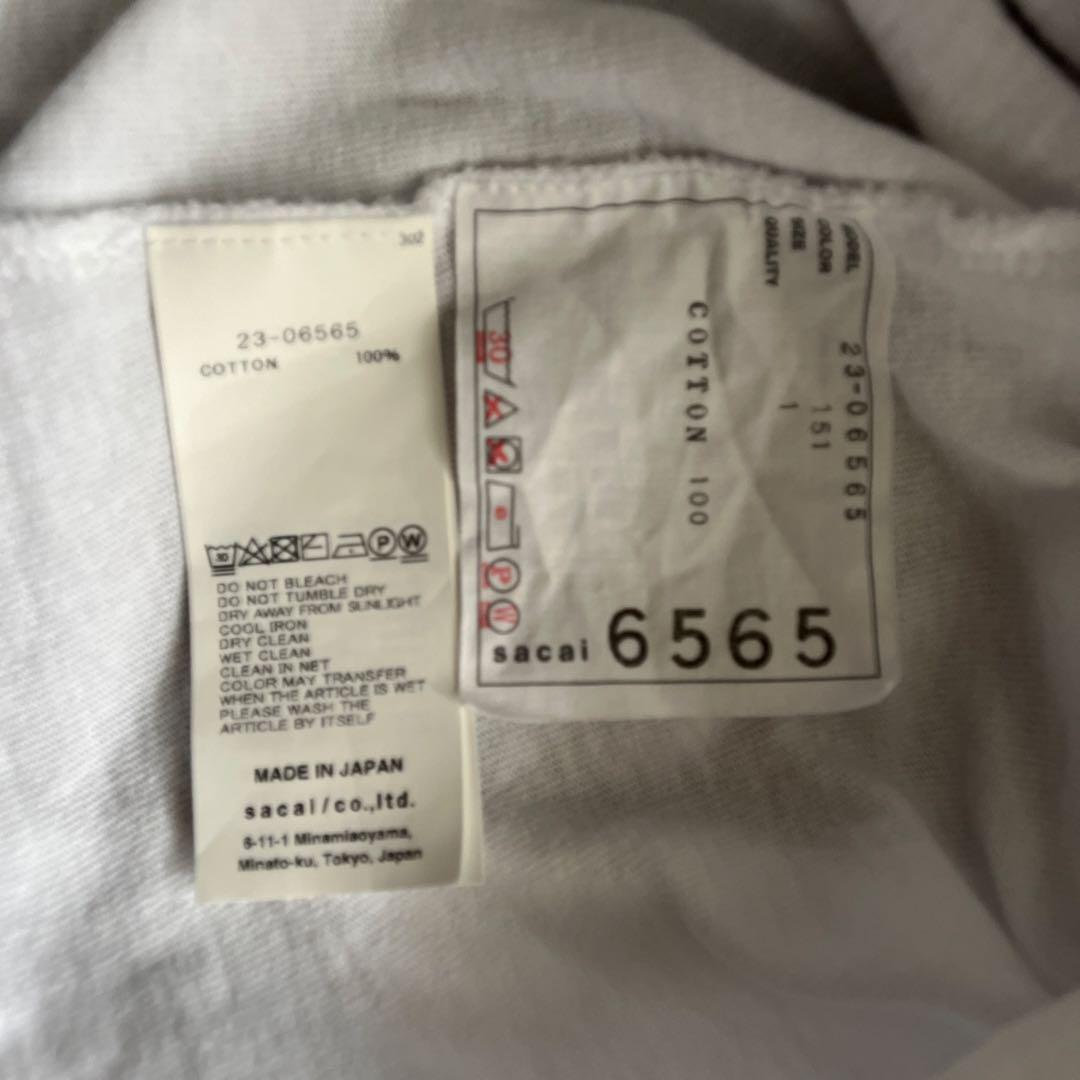 302
23-06565
COTTON 100%
30
P W
DO NOT BLEACH
DO NOT TUMBLE DRY
DRY AWAY FROM SUNLIGHT
COOL IRON
DRY CLEAN
WET CLEAN
CLEAN IN NET
COLOR MAY TRANSFER
WHEN THE ARTICLE IS WET
PLEASE WASH THE
ARTICLE BY ITSELF
MADE IN JAPAN
sacai/co.,ltd.
6-11-1 Minamiaoyama,
Minato-ku, Tokyo, Japan
23-06565
COLOR 151
SIZE 1
QUALITY
COTTON 100
30
P
W
sacai 6565